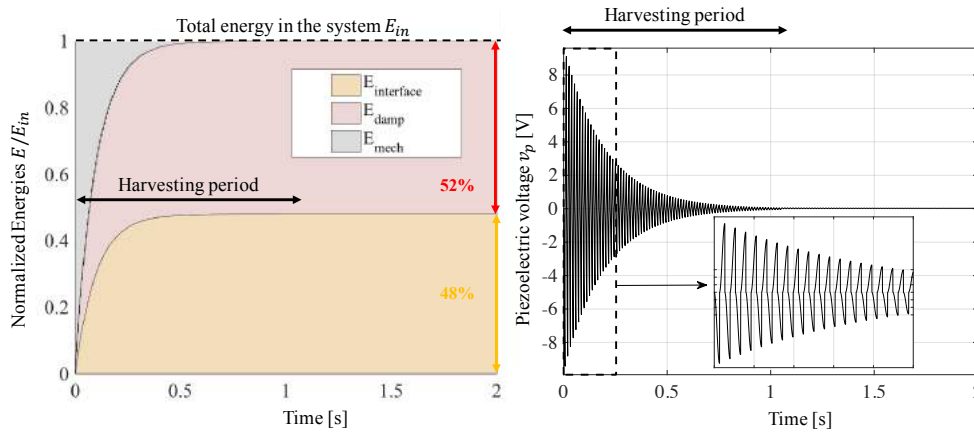 Total energy in the system E_in
1
0.8
0.6
0.4
0.2
0
0
0.5
1
1.5
2
Normalized Energies E/E_in
Time [s]
E_interface
E_damp
E_mech
Harvesting period
52%
48%
Harvesting period
8
6
4
2
0
-2
-4
-6
-8
0
0.5
1
1.5
Piezoelectric voltage v_p [V]
Time [s]